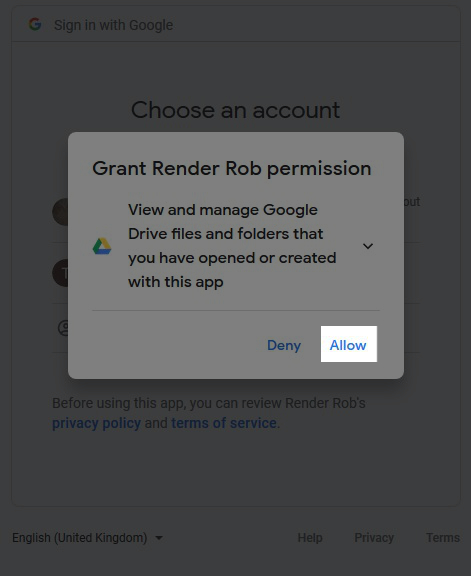 Sign in with Google
Choose an account
Grant Render Rob permission
out
View and manage Google
Drive files and folders that
you have opened or created
with this app
T
Deny
Allow
Before using this app, you can review Render Rob's
privacy policy and terms of service.
English (United Kingdom)
Help
Privacy
Terms